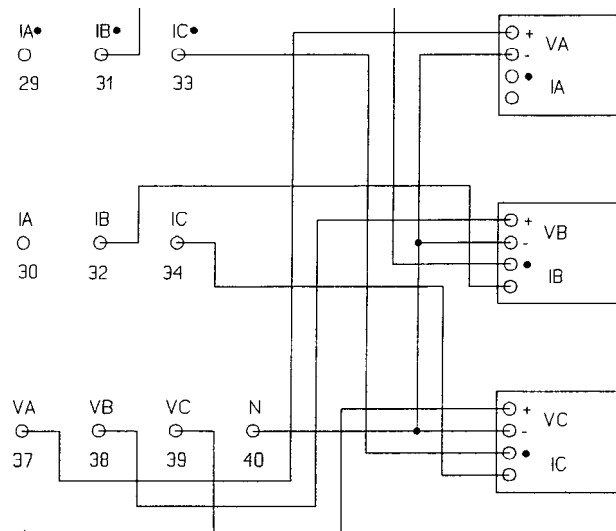 IA• IB• IC•
29 31 33
+ VA
-
• IA
IA IB IC
30 32 34
+ VB
-
• IB
VA VB VC N
37 38 39 40
+ VC
-
• IC